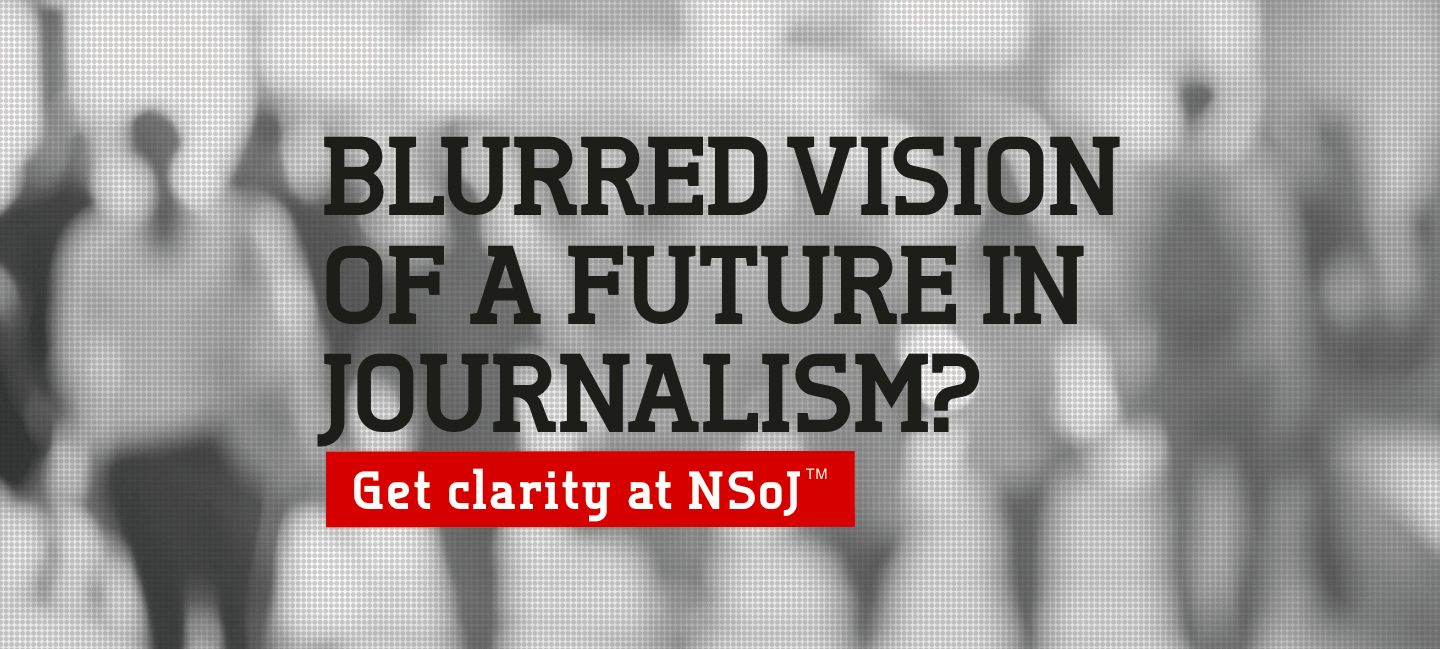 BLURRED VISION
OF A FUTURE IN
JOURNALISM?
Get clarity at NSoJ™